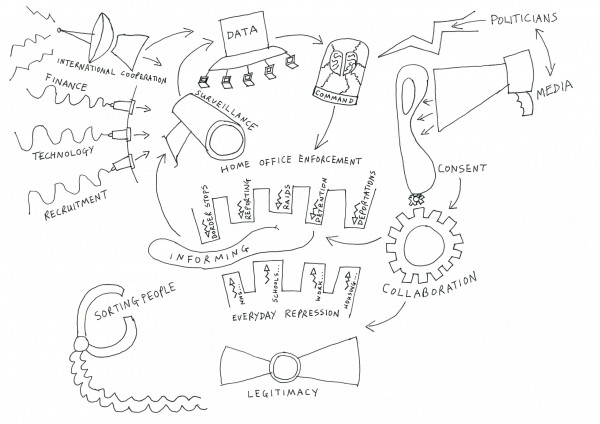 POLITICIANS
MEDIA
DATA
INTERNATIONAL COOPERATION
FINANCE
TECHNOLOGY
RECRUITMENT
SURVEILLANCE
COMMAND
CONSENT
HOME OFFICE ENFORCEMENT
BORDER STOPS
REPORTING
RAIDS
DETENTION
DEPORTATIONS
INFORMING
NHS...
SCHOOLS...
WORK...
HOUSING...
EVERYDAY REPRESSION
COLLABORATION
SORTING PEOPLE
LEGITIMACY